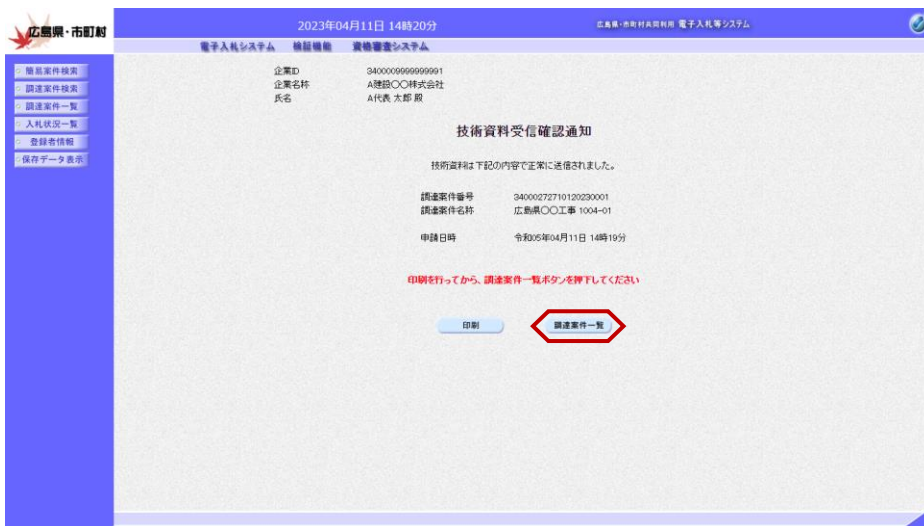 広島県・市町村
2023年04月11日 14時20分
広島県・市町村共同利用 電子入札等システム
電子入札システム 検証機能 資格審査システム
簡易案件検索
調達案件検索
調達案件一覧
入札状況一覧
登録者情報
保存データ表示
企業ID 3400009999999991
企業名称 A建設〇〇株式会社
氏名 A代表 太郎 殿
技術資料受信確認通知
技術資料は下記の内容で正常に送信されました。
調達案件番号 34000272710120230001
調達案件名称 広島県〇〇工事 1004-01
申請日時 令和05年04月11日 14時19分
印刷を行ってから、調達案件一覧ボタンを押下してください
印刷 調達案件一覧